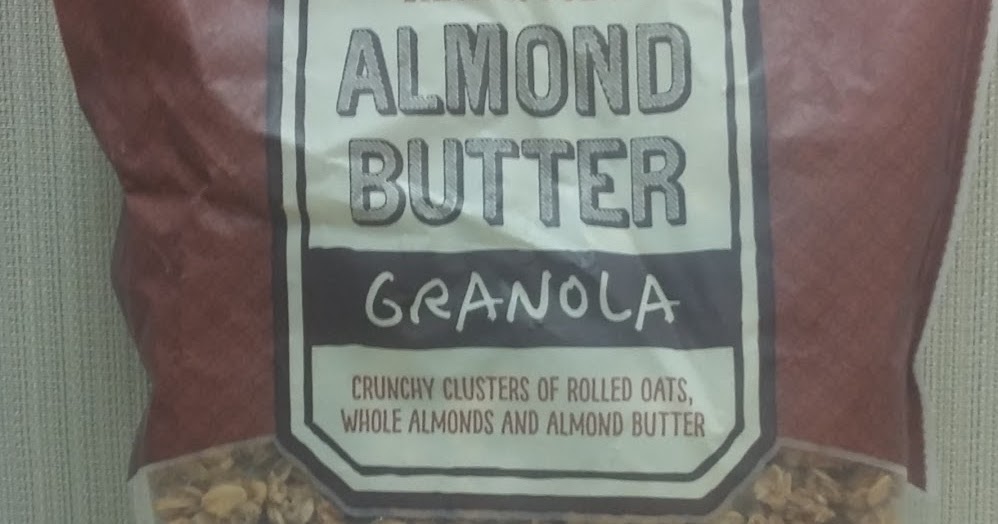 ALMOND
BUTTER
GRANOLA
CRUNCHY CLUSTERS OF ROLLED OATS,
WHOLE ALMONDS AND ALMOND BUTTER